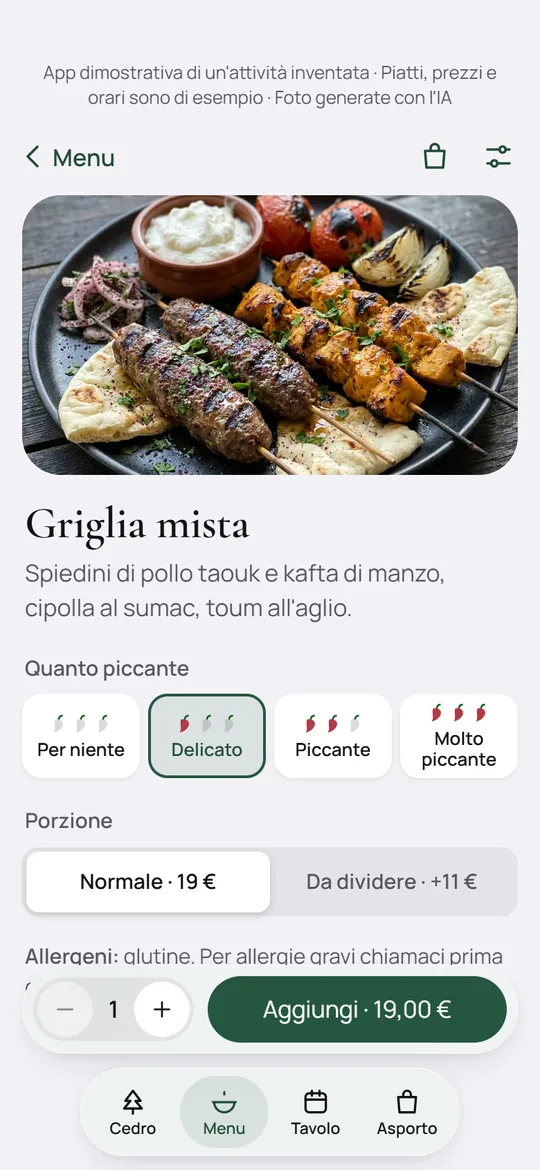 App dimostrativa di un'attività inventata · Piatti, prezzi e
orari sono di esempio · Foto generate con l'IA
Menu
Griglia mista
Spiedini di pollo taouk e kafta di manzo,
cipolla al sumac, toum all'aglio.
Quanto piccante
Per niente
Delicato
Piccante
Molto
piccante
Porzione
Normale · 19 €
Da dividere · +11 €
Allergeni: glutine. Per allergie gravi chiamaci prima
1
Aggiungi · 19,00 €
Cedro
Menu
Tavolo
Asporto